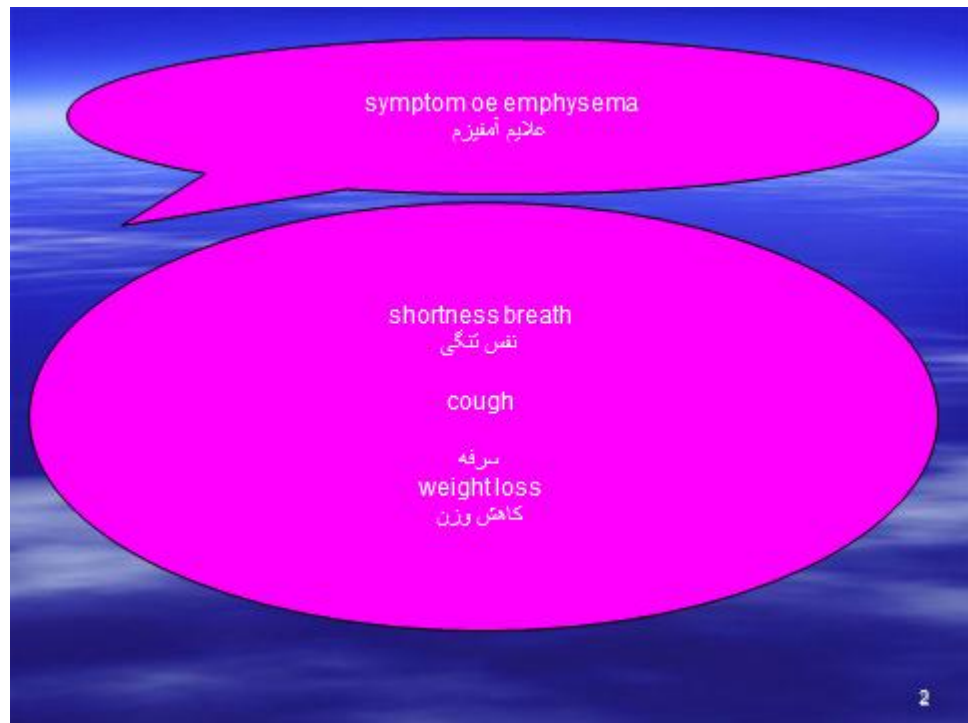 symptom oe emphysema
علایم آمفیزم
shortness breath
نفس تنگی
cough
سرفه
weight loss
کاهش وزن
2